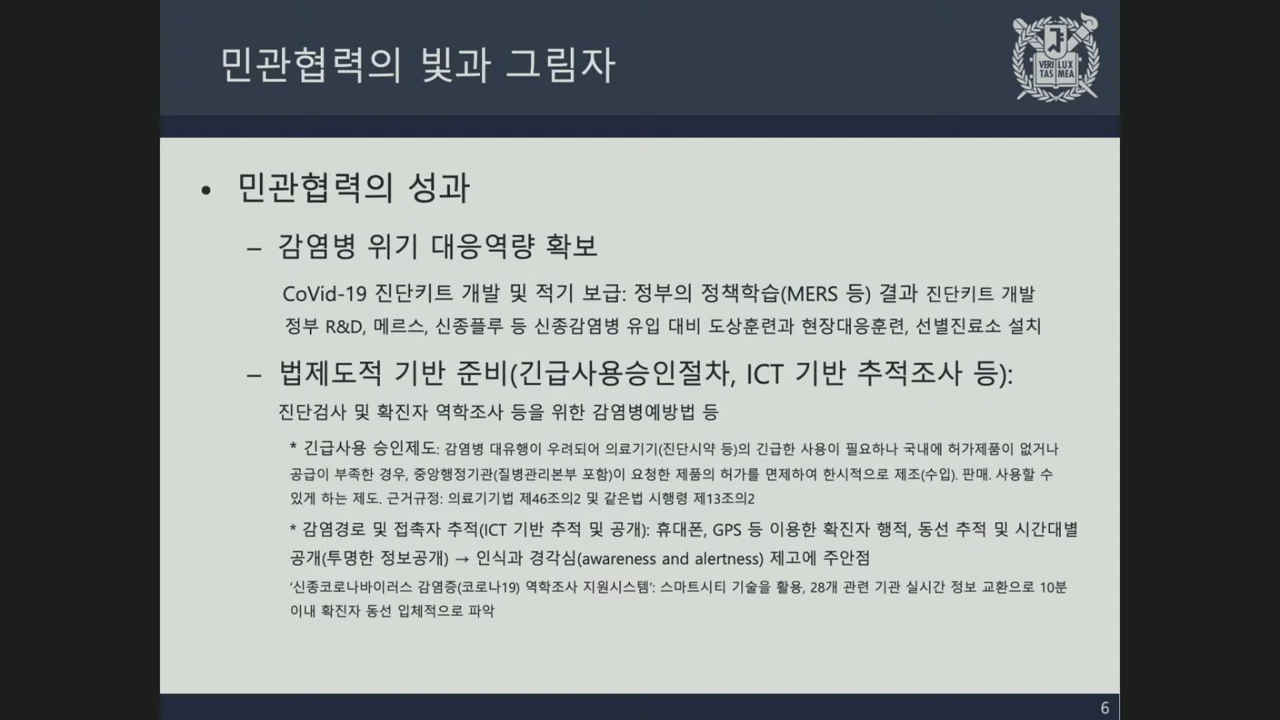 민관협력의 빛과 그림자
VERI LUX
TAS MEA
• 민관협력의 성과
– 감염병 위기 대응역량 확보
CoVid-19 진단키트 개발 및 적기 보급: 정부의 정책학습(MERS 등) 결과 진단키트 개발
정부 R&D, 메르스, 신종플루 등 신종감염병 유입 대비 도상훈련과 현장대응훈련, 선별진료소 설치
– 법제도적 기반 준비(긴급사용승인절차, ICT 기반 추적조사 등):
진단검사 및 확진자 역학조사 등을 위한 감염병예방법 등
* 긴급사용 승인제도: 감염병 대유행이 우려되어 의료기기(진단시약 등)의 긴급한 사용이 필요하나 국내에 허가제품이 없거나
공급이 부족한 경우, 중앙행정기관(질병관리본부 포함)이 요청한 제품의 허가를 면제하여 한시적으로 제조(수입). 판매. 사용할 수
있게 하는 제도. 근거규정: 의료기기법 제46조의2 및 같은법 시행령 제13조의2
* 감염경로 및 접촉자 추적(ICT 기반 추적 및 공개): 휴대폰, GPS 등 이용한 확진자 행적, 동선 추적 및 시간대별
공개(투명한 정보공개) → 인식과 경각심(awareness and alertness) 제고에 주안점
'신종코로나바이러스 감염증(코로나19) 역학조사 지원시스템': 스마트시티 기술을 활용, 28개 관련 기관 실시간 정보 교환으로 10분
이내 확진자 동선 입체적으로 파악
6